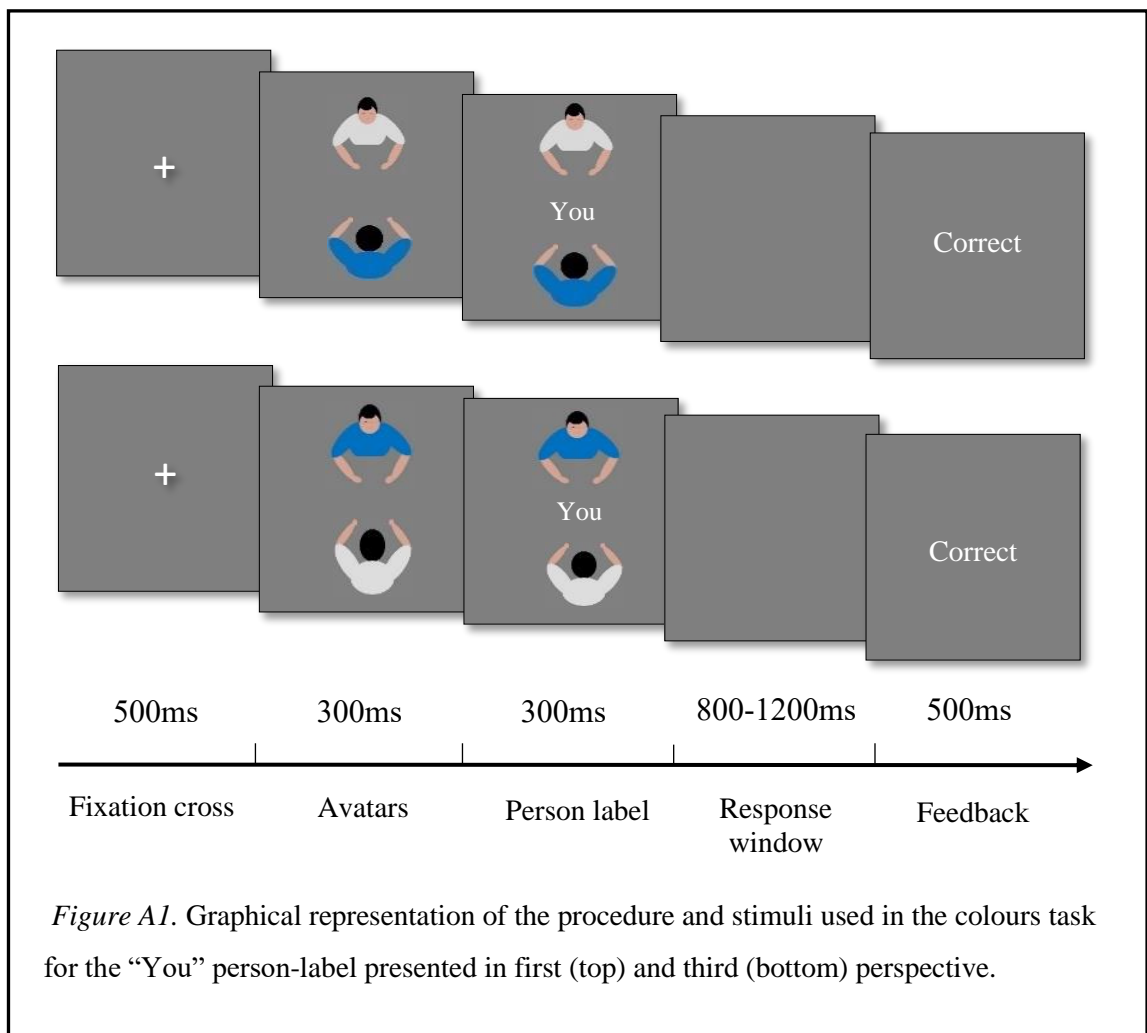 +
You
Correct
+
You
Correct
500ms
300ms
300ms
800-1200ms
500ms
Fixation cross
Avatars
Person label
Response
window
Feedback
Figure A1. Graphical representation of the procedure and stimuli used in the colours task
for the “You” person-label presented in first (top) and third (bottom) perspective.